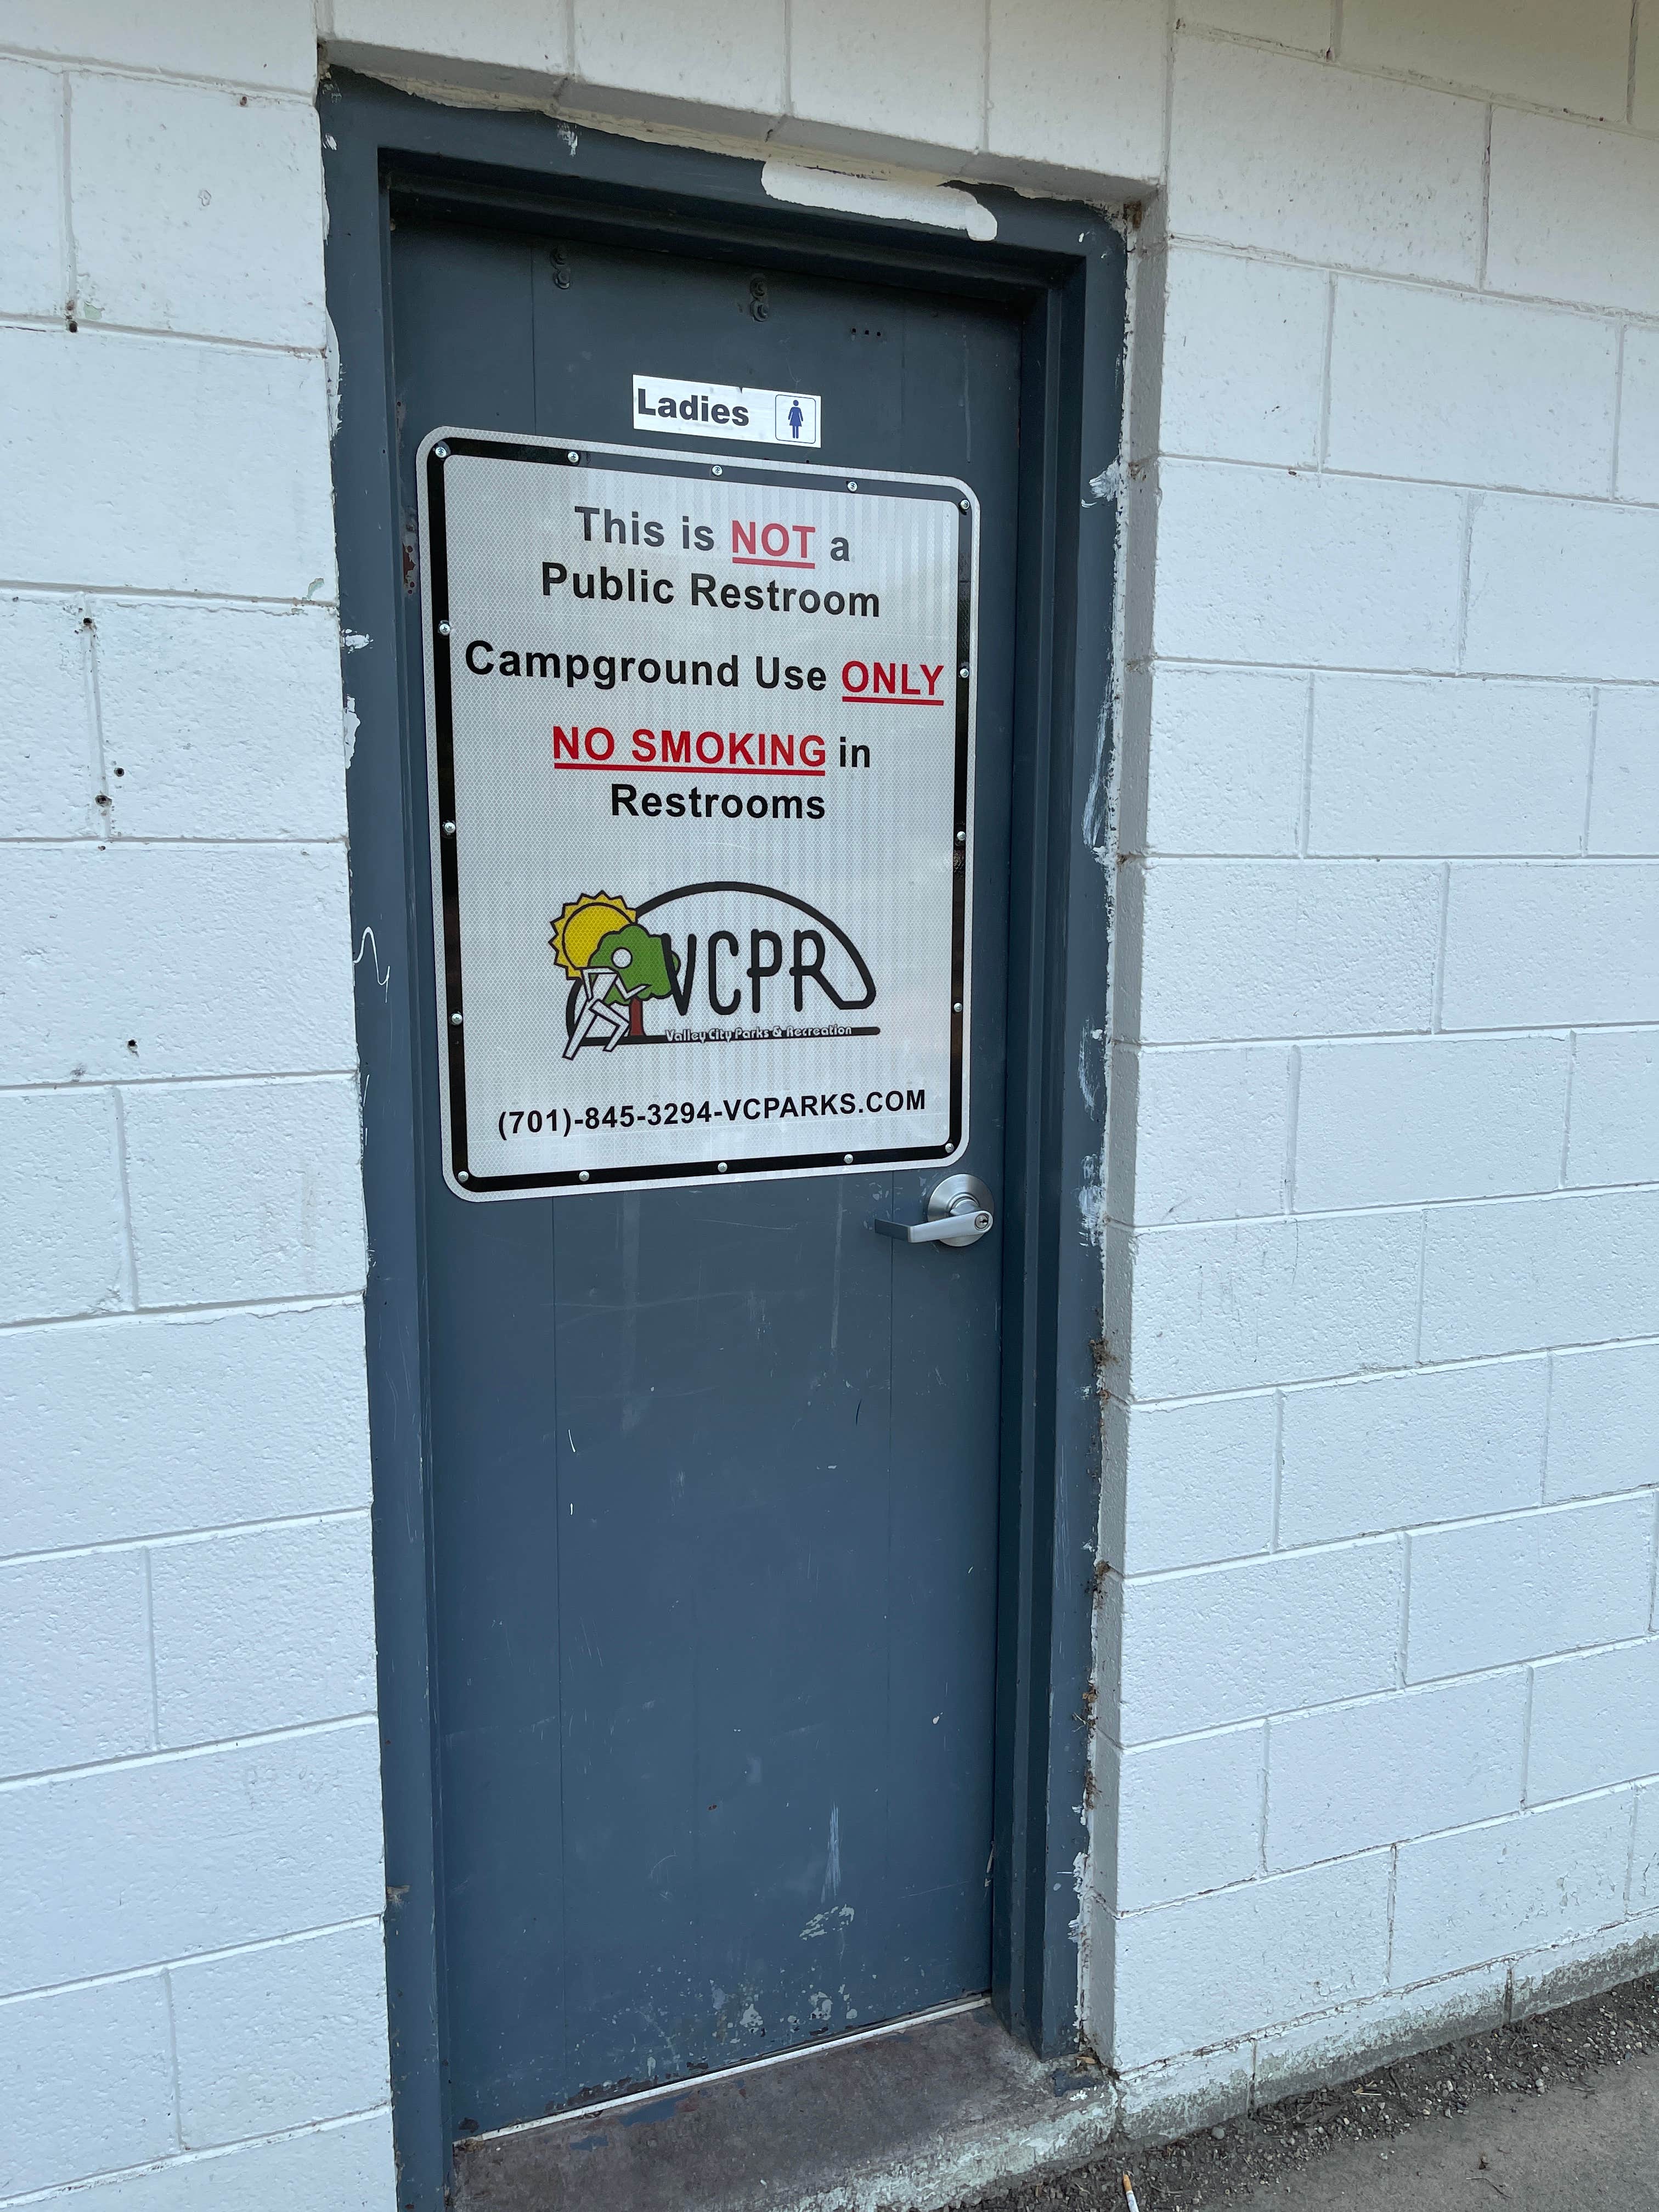 Ladies
This is NOT a
Public Restroom
Campground Use ONLY
NO SMOKING in
Restrooms
VCPR
Valley City Parks & Recreation
(701)-845-3294-VCPARKS.COM